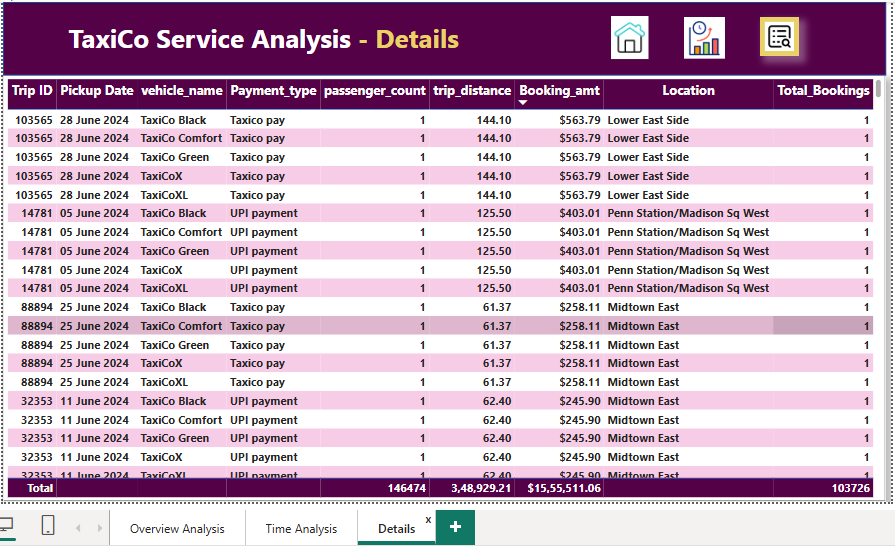 TaxiCo Service Analysis - Details
Trip ID Pickup Date vehicle_name Payment_type passenger_count trip_distance Booking_amt Location Total_Bookings
103565 28 June 2024 TaxiCo Black Taxico pay 1 144.10 $563.79 Lower East Side 1
103565 28 June 2024 TaxiCo Comfort Taxico pay 1 144.10 $563.79 Lower East Side 1
103565 28 June 2024 TaxiCo Green Taxico pay 1 144.10 $563.79 Lower East Side 1
103565 28 June 2024 TaxiCoX Taxico pay 1 144.10 $563.79 Lower East Side 1
103565 28 June 2024 TaxiCoXL Taxico pay 1 144.10 $563.79 Lower East Side 1
14781 05 June 2024 TaxiCo Black UPI payment 1 125.50 $403.01 Penn Station/Madison Sq West 1
14781 05 June 2024 TaxiCo Comfort UPI payment 1 125.50 $403.01 Penn Station/Madison Sq West 1
14781 05 June 2024 TaxiCo Green UPI payment 1 125.50 $403.01 Penn Station/Madison Sq West 1
14781 05 June 2024 TaxiCoX UPI payment 1 125.50 $403.01 Penn Station/Madison Sq West 1
14781 05 June 2024 TaxiCoXL UPI payment 1 125.50 $403.01 Penn Station/Madison Sq West 1
88894 25 June 2024 TaxiCo Black Taxico pay 1 61.37 $258.11 Midtown East 1
88894 25 June 2024 TaxiCo Comfort Taxico pay 1 61.37 $258.11 Midtown East 1
88894 25 June 2024 TaxiCo Green Taxico pay 1 61.37 $258.11 Midtown East 1
88894 25 June 2024 TaxiCoX Taxico pay 1 61.37 $258.11 Midtown East 1
88894 25 June 2024 TaxiCoXL Taxico pay 1 61.37 $258.11 Midtown East 1
32353 11 June 2024 TaxiCo Black UPI payment 1 62.40 $245.90 Midtown East 1
32353 11 June 2024 TaxiCo Comfort UPI payment 1 62.40 $245.90 Midtown East 1
32353 11 June 2024 TaxiCo Green UPI payment 1 62.40 $245.90 Midtown East 1
32353 11 June 2024 TaxiCoX UPI payment 1 62.40 $245.90 Midtown East 1
32353 11 June 2024 TaxiCoXL UPI payment 1 62.40 $245.90 Midtown East 1
Total 146474 3,48,929.21 $15,55,511.06 103726
Overview Analysis Time Analysis Details x +